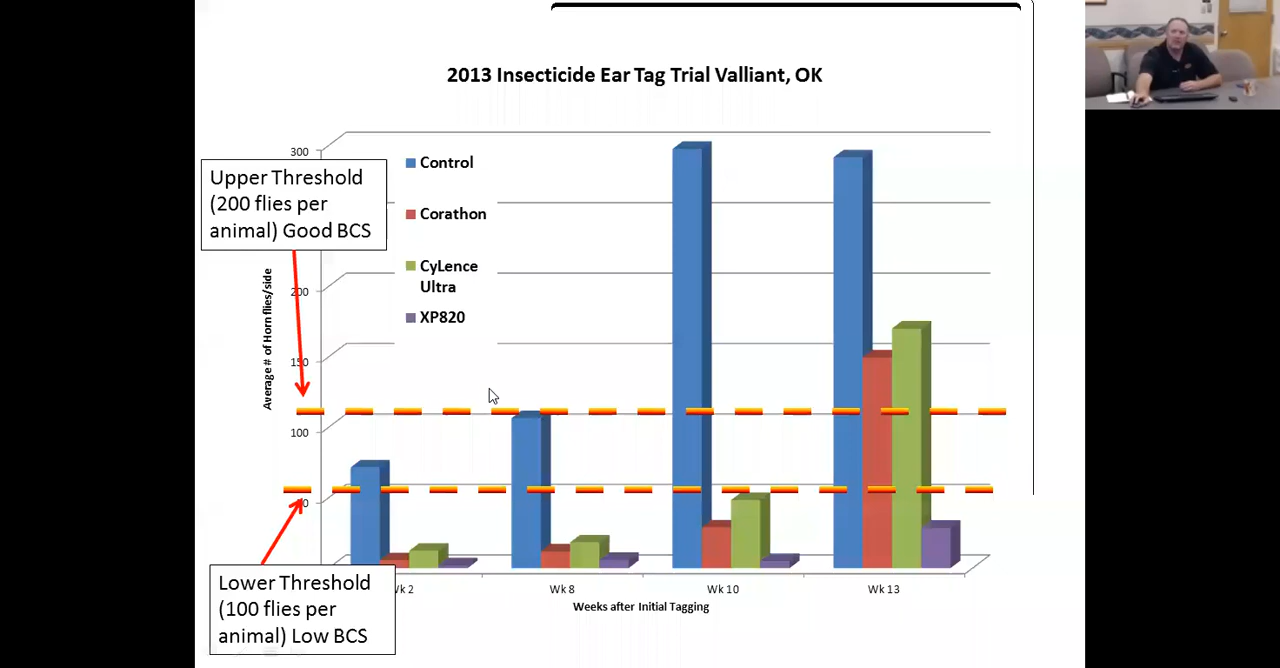 2013 Insecticide Ear Tag Trial Valliant, OK
300
Upper Threshold
(200 flies per
animal) Good BCS
Control
Corathon
CyLence
Ultra
XP820
Average # of Horn flies/side
200
150
100
Lower Threshold
(100 flies per
animal) Low BCS
Wk 8
Wk 10
Wk 13
Weeks after Initial Tagging